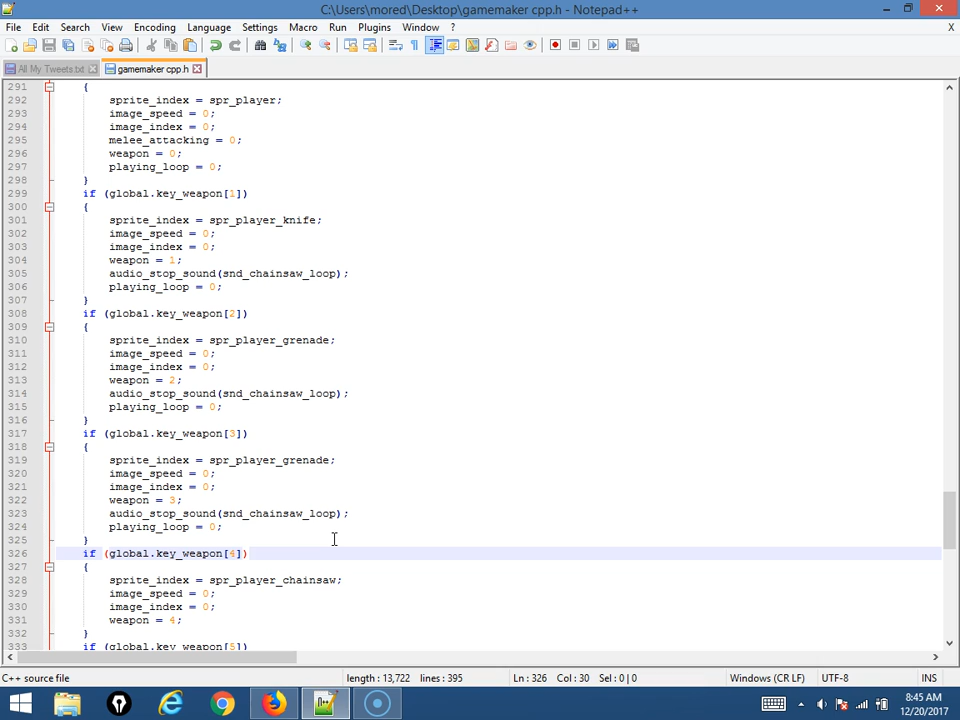 C:\Users\mored\Desktop\gamemaker cpp.h - Notepad++
File Edit Search View Encoding Language Settings Macro Run Plugins Window ? X
All My Tweets.txt gamemaker cpp.h
291 {
292 sprite_index = spr_player;
293 image_speed = 0;
294 image_index = 0;
295 melee_attacking = 0;
296 weapon = 0;
297 playing_loop = 0;
298 }
299 if (global.key_weapon[1])
300 {
301 sprite_index = spr_player_knife;
302 image_speed = 0;
303 image_index = 0;
304 weapon = 1;
305 audio_stop_sound(snd_chainsaw_loop);
306 playing_loop = 0;
307 }
308 if (global.key_weapon[2])
309 {
310 sprite_index = spr_player_grenade;
311 image_speed = 0;
312 image_index = 0;
313 weapon = 2;
314 audio_stop_sound(snd_chainsaw_loop);
315 playing_loop = 0;
316 }
317 if (global.key_weapon[3])
318 {
319 sprite_index = spr_player_grenade;
320 image_speed = 0;
321 image_index = 0;
322 weapon = 3;
323 audio_stop_sound(snd_chainsaw_loop);
324 playing_loop = 0;
325 }
326 if (global.key_weapon[4])
327 {
328 sprite_index = spr_player_chainsaw;
329 image_speed = 0;
330 image_index = 0;
331 weapon = 4;
332 }
333 if (global.key_weapon[5])
C++ source file length : 13,722 lines : 395 Ln : 326 Col : 30 Sel : 0 | 0 Windows (CR LF) UTF-8 INS
8:45 AM
12/20/2017